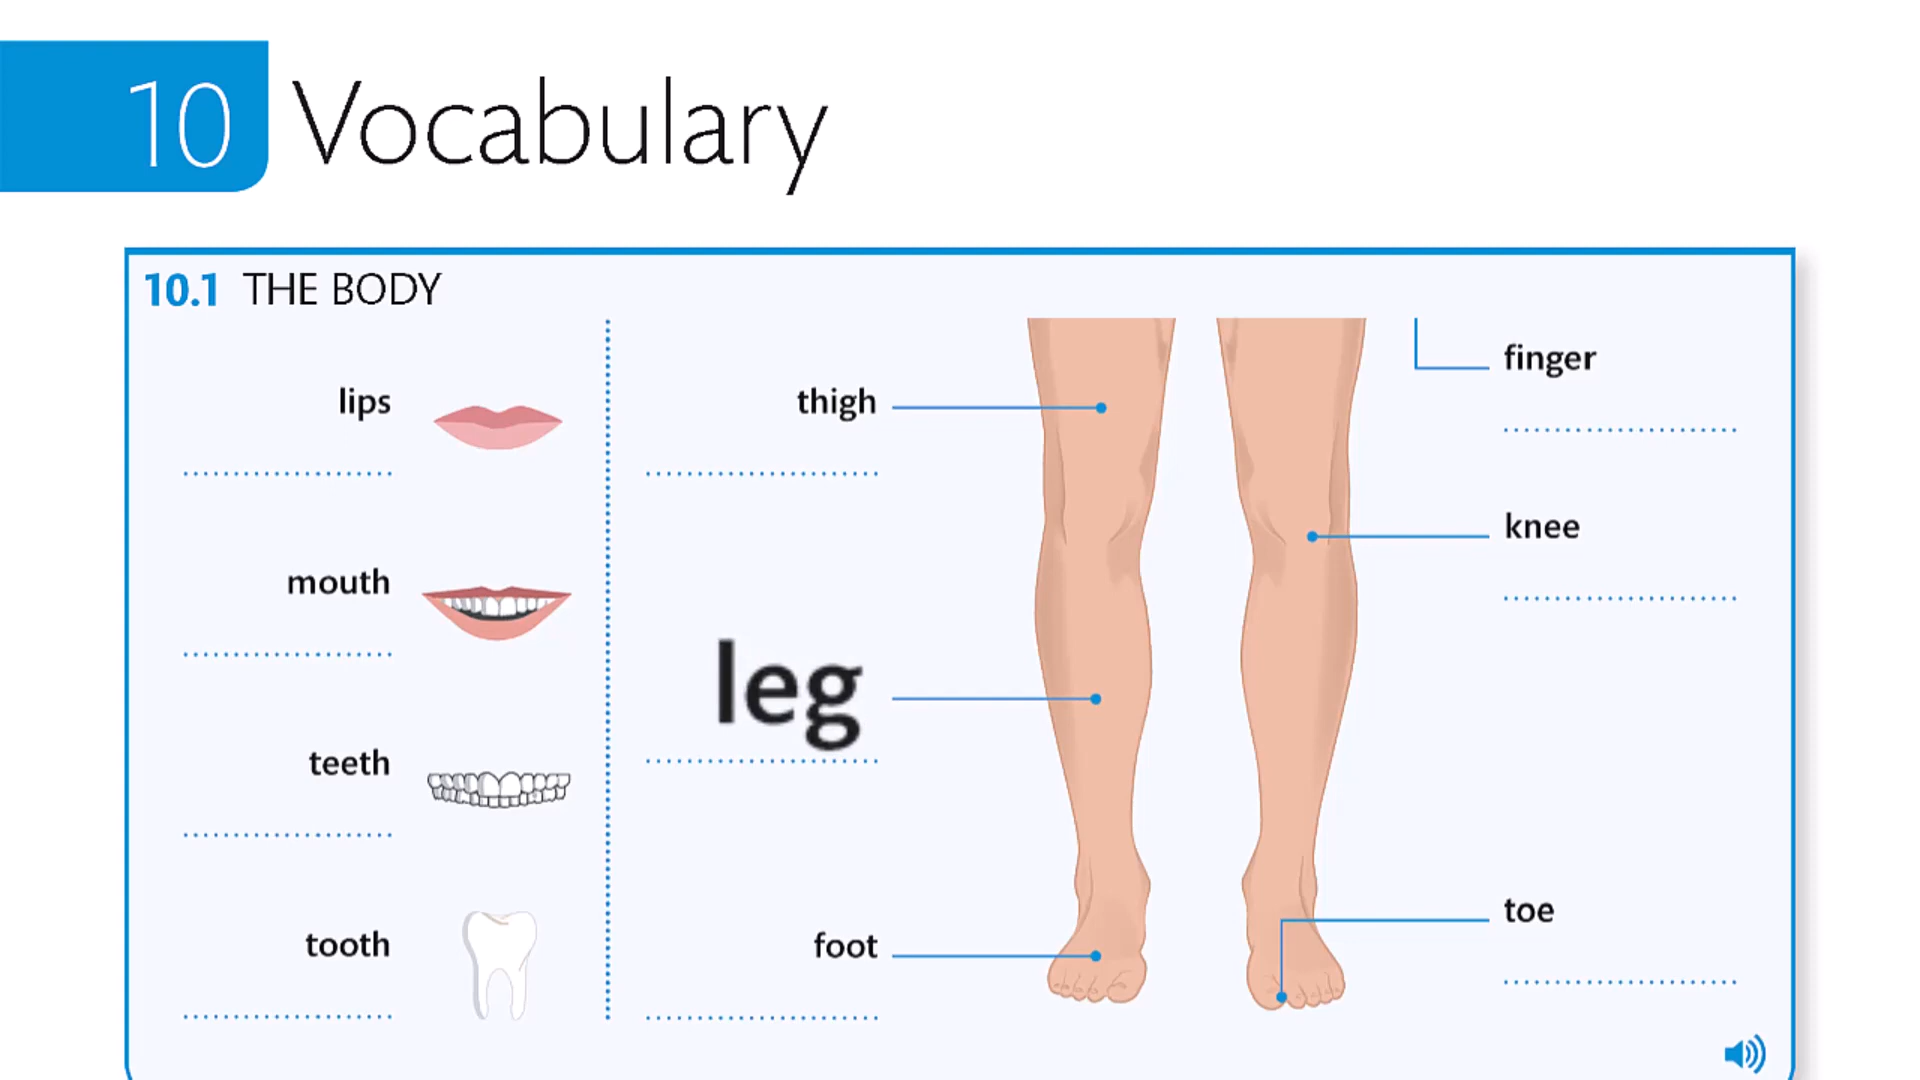 10 Vocabulary
10.1 THE BODY
lips
mouth
teeth
tooth
thigh
leg
foot
finger
knee
toe